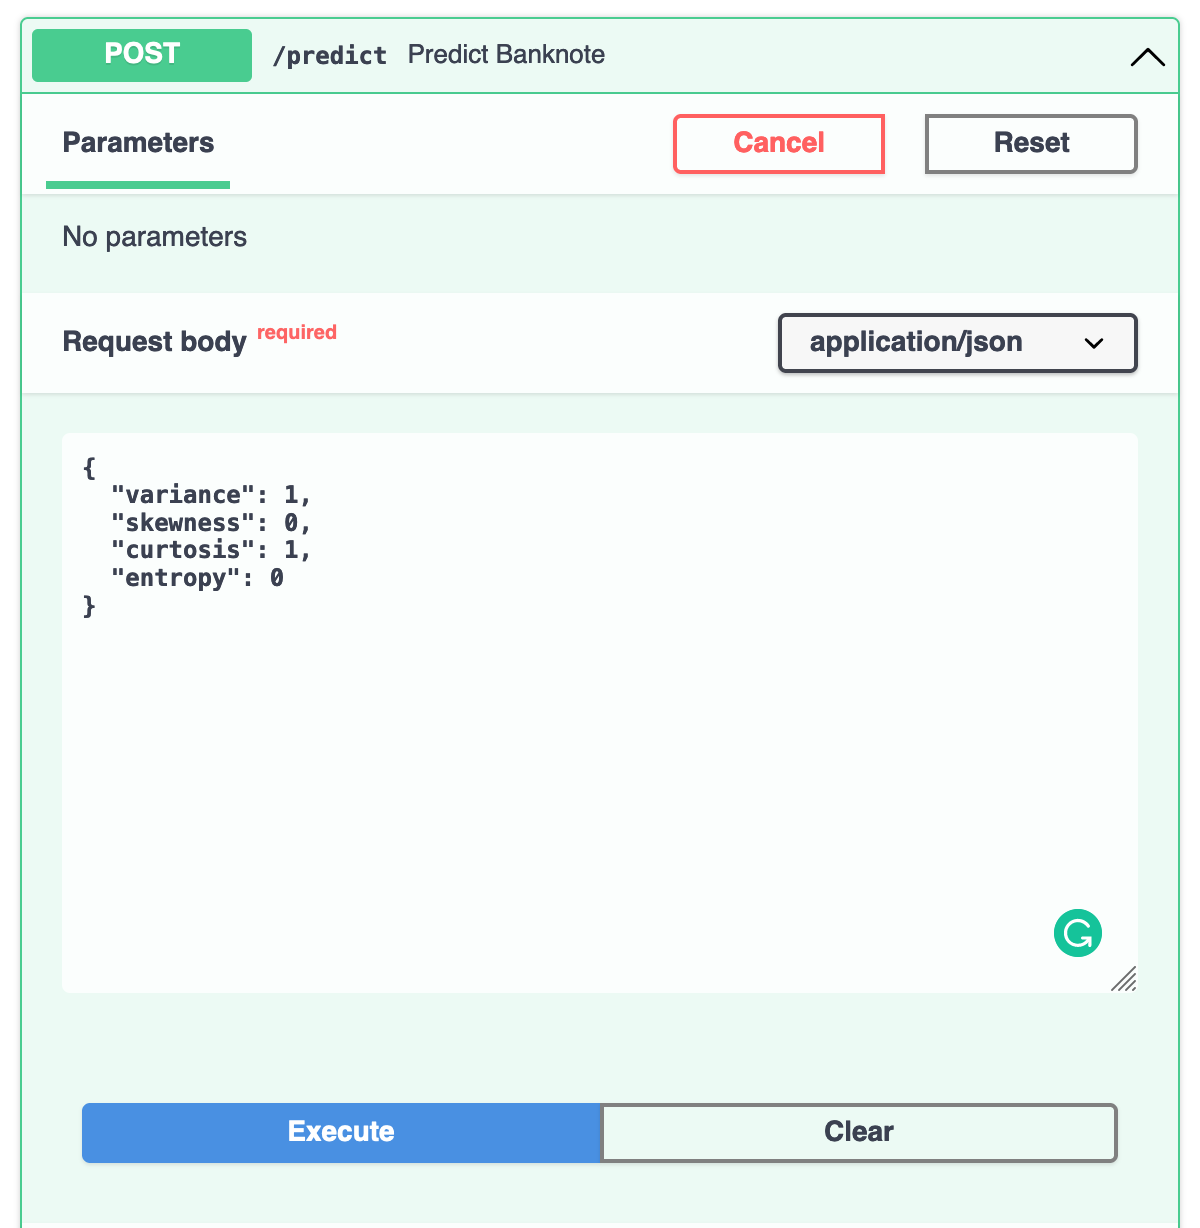 POST /predict Predict Banknote
Parameters Cancel Reset
No parameters
Request body required application/json
{
  "variance": 1,
  "skewness": 0,
  "curtosis": 1,
  "entropy": 0
}
Execute Clear